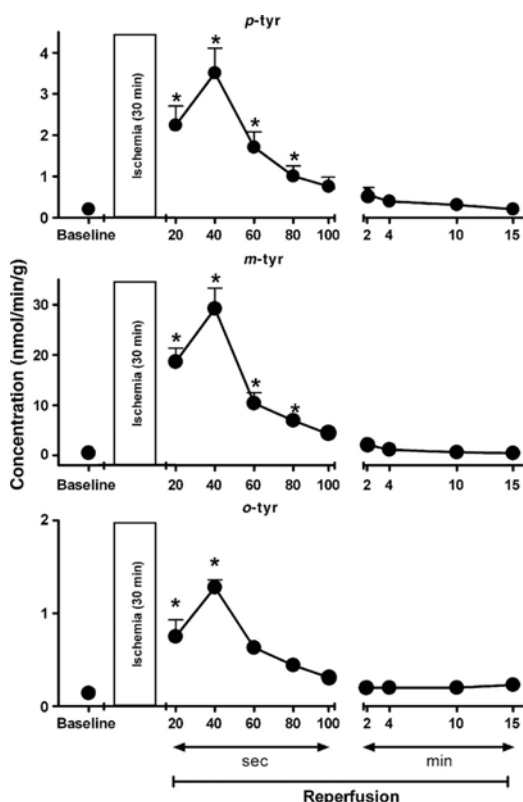 p-tyr
4
3
2
1
0
Ischemia (30 min)
* * * *
Baseline 20 40 60 80 100 2 4 10 15
m-tyr
Concentration (nmol/min/g)
30
20
10
0
Ischemia (30 min)
* * * *
Baseline 20 40 60 80 100 2 4 10 15
o-tyr
2
1
0
Ischemia (30 min)
* *
Baseline 20 40 60 80 100 2 4 10 15
sec min
Reperfusion